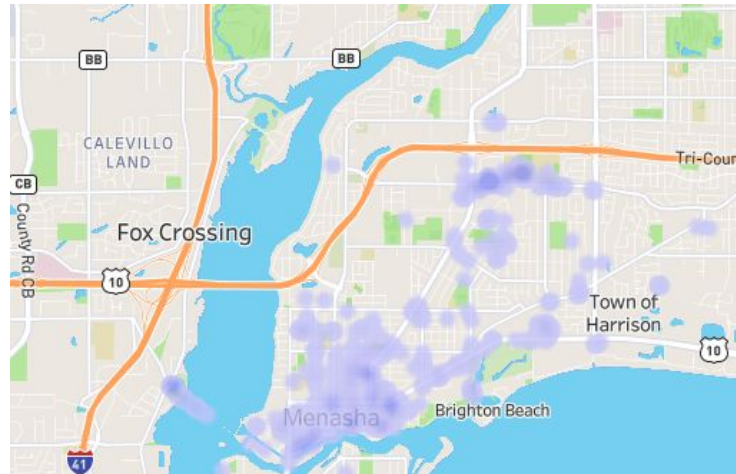 BB
BB
CALEVILLO
LAND
Tri-Coun
CB
County Rd CB
Fox Crossing
10
Town of
Harrison
10
Menasha
Brighton Beach
41